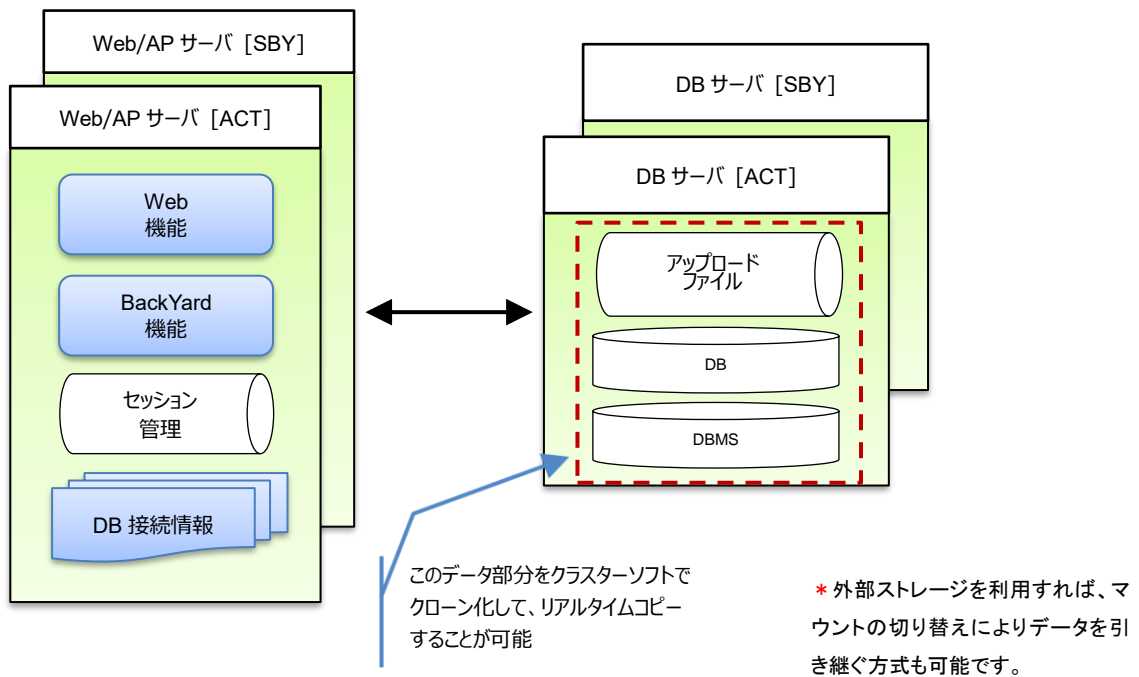 Web/AP サーバ [SBY]
Web/AP サーバ [ACT]
Web
機能
BackYard
機能
セッション
管理
DB 接続情報
DB サーバ [SBY]
DB サーバ [ACT]
アップロード
ファイル
DB
DBMS
このデータ部分をクラスターソフトで
クローン化して、リアルタイムコピー
することが可能
* 外部ストレージを利用すれば、マ
ウントの切り替えによりデータを引
き継ぐ方式も可能です。